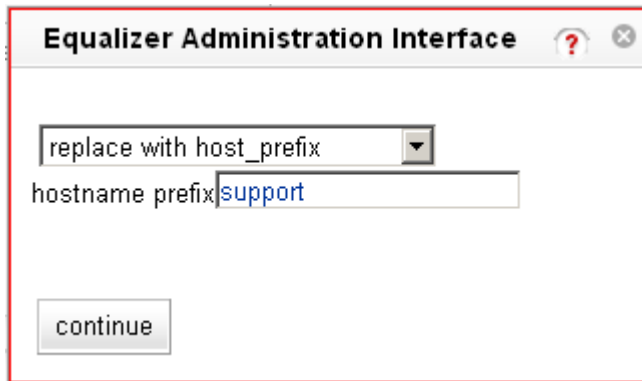 Equalizer Administration Interface ?
replace with host_prefix
hostname prefix support
continue